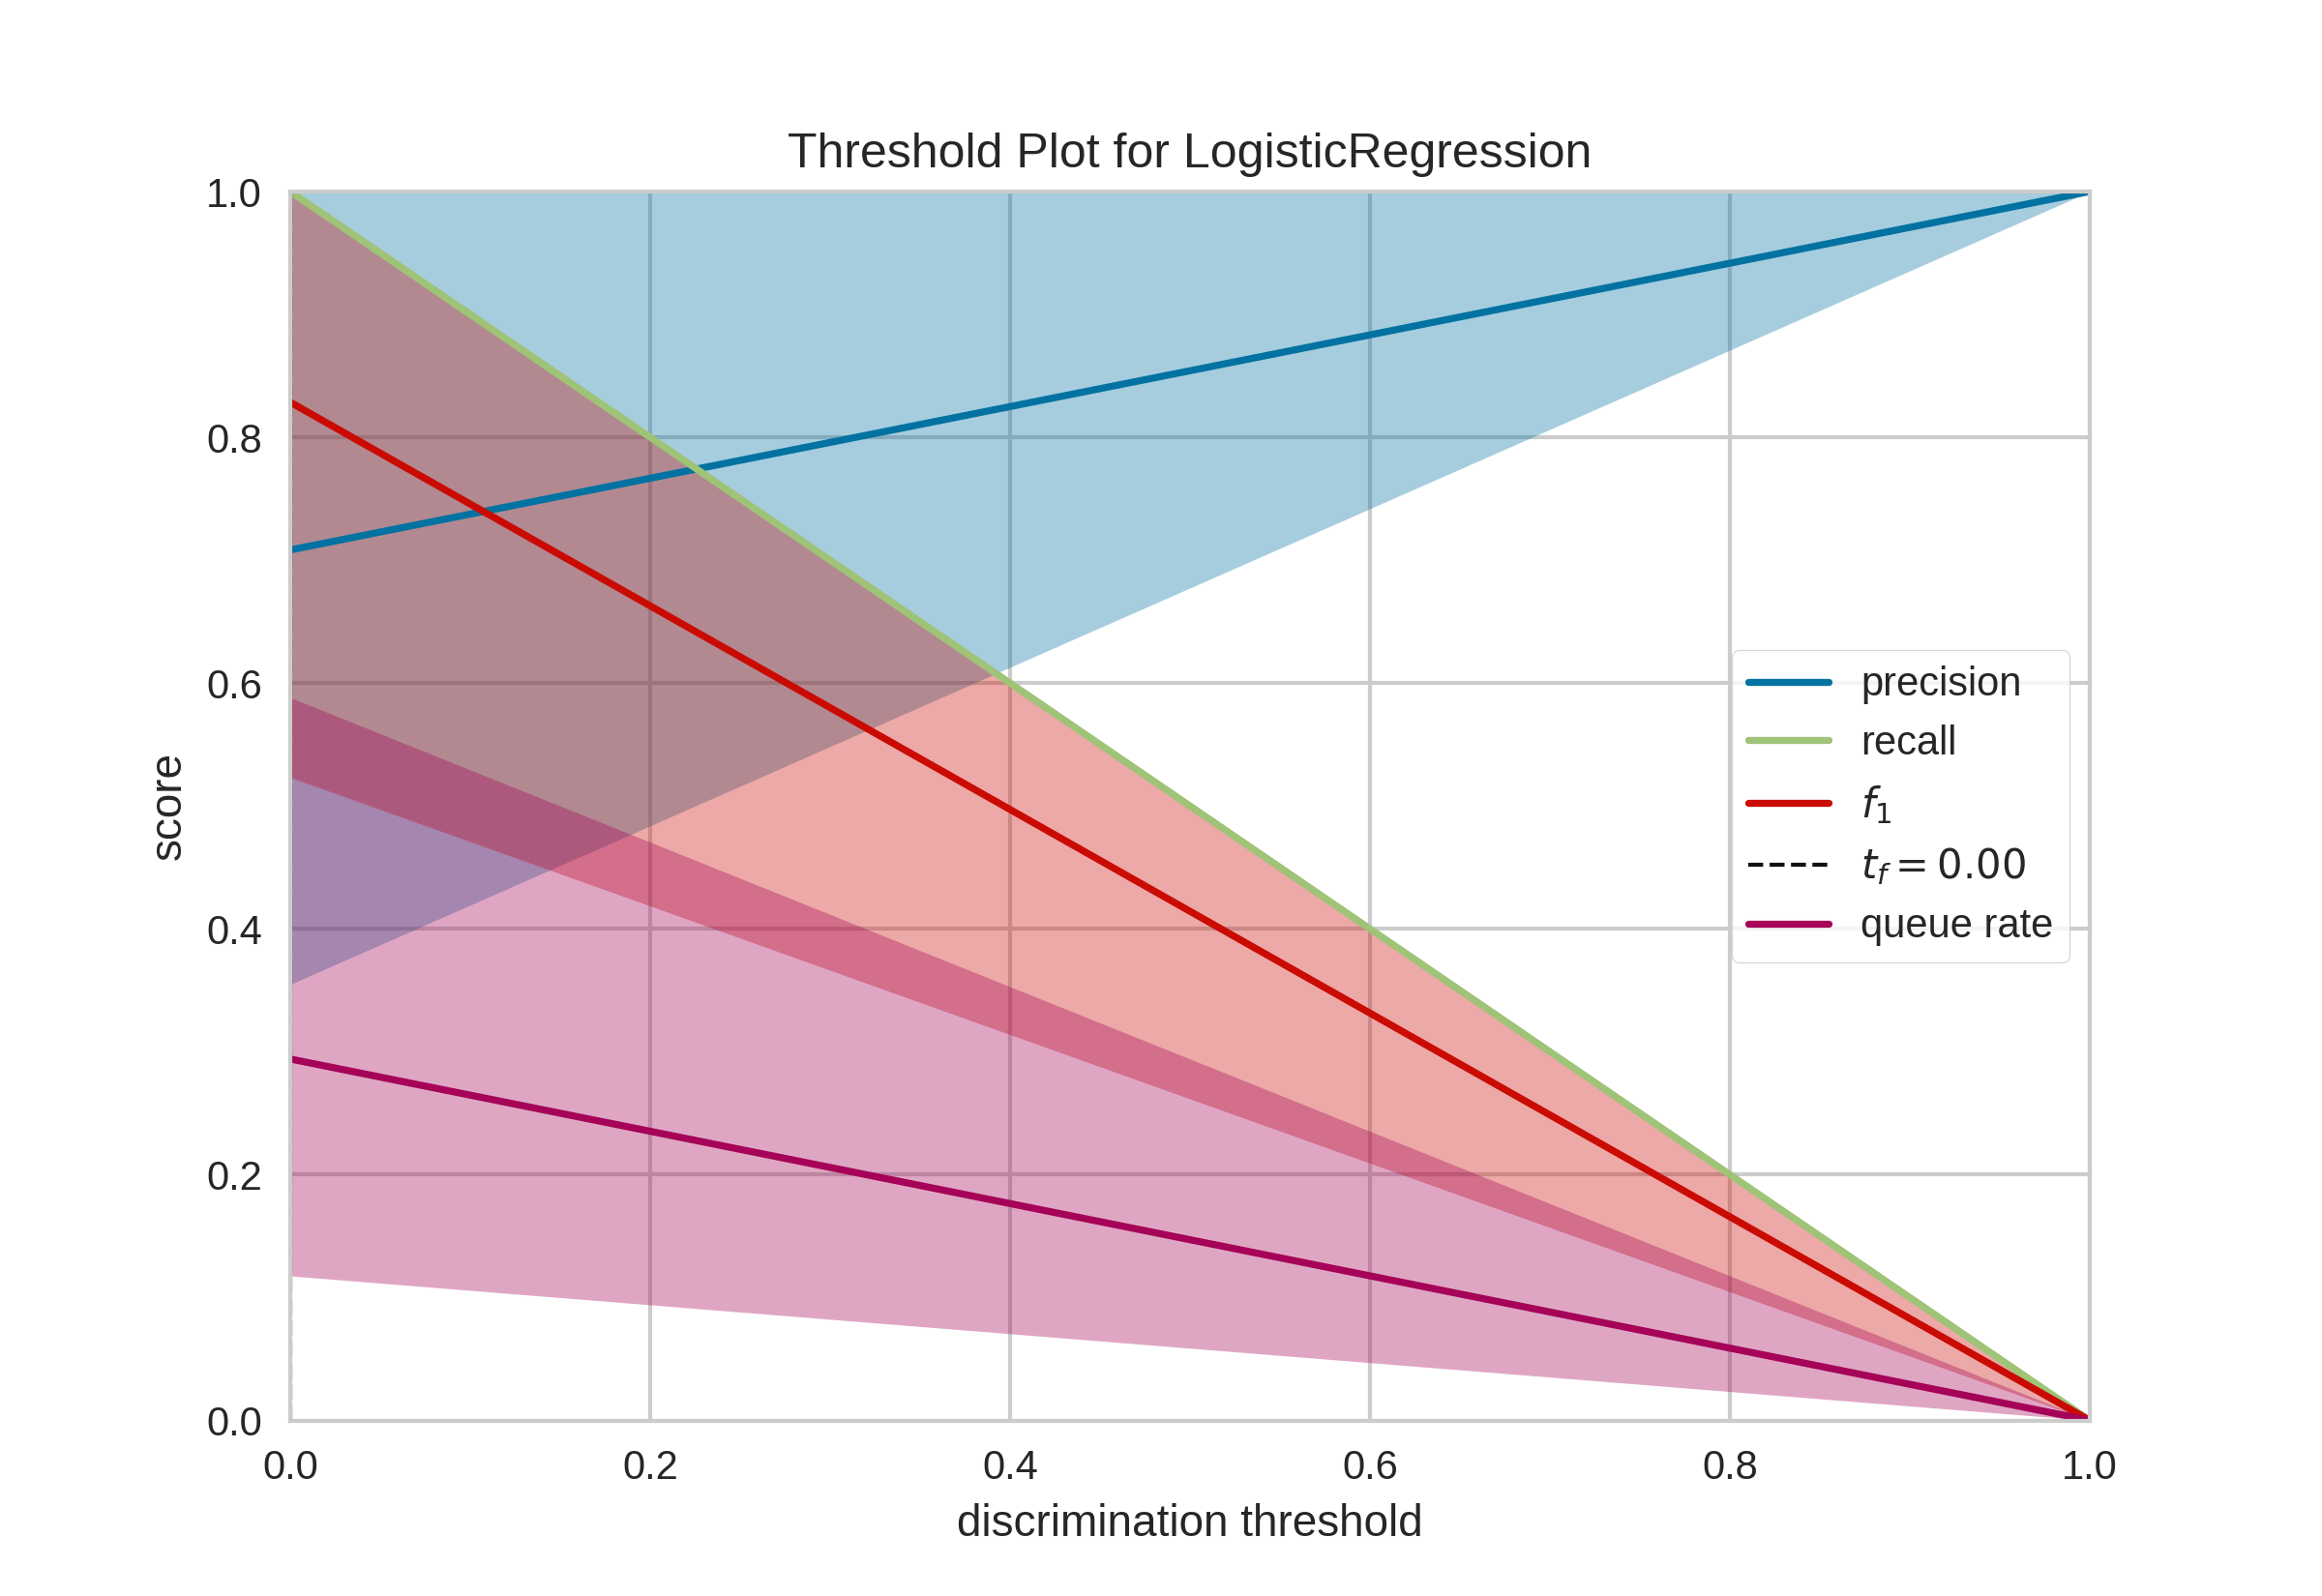 Threshold Plot for LogisticRegression
1.0
0.8
0.6
0.4
0.2
0.0
score
precision
recall
f₁
t_f = 0.00
queue rate
0.0 0.2 0.4 0.6 0.8 1.0
discrimination threshold